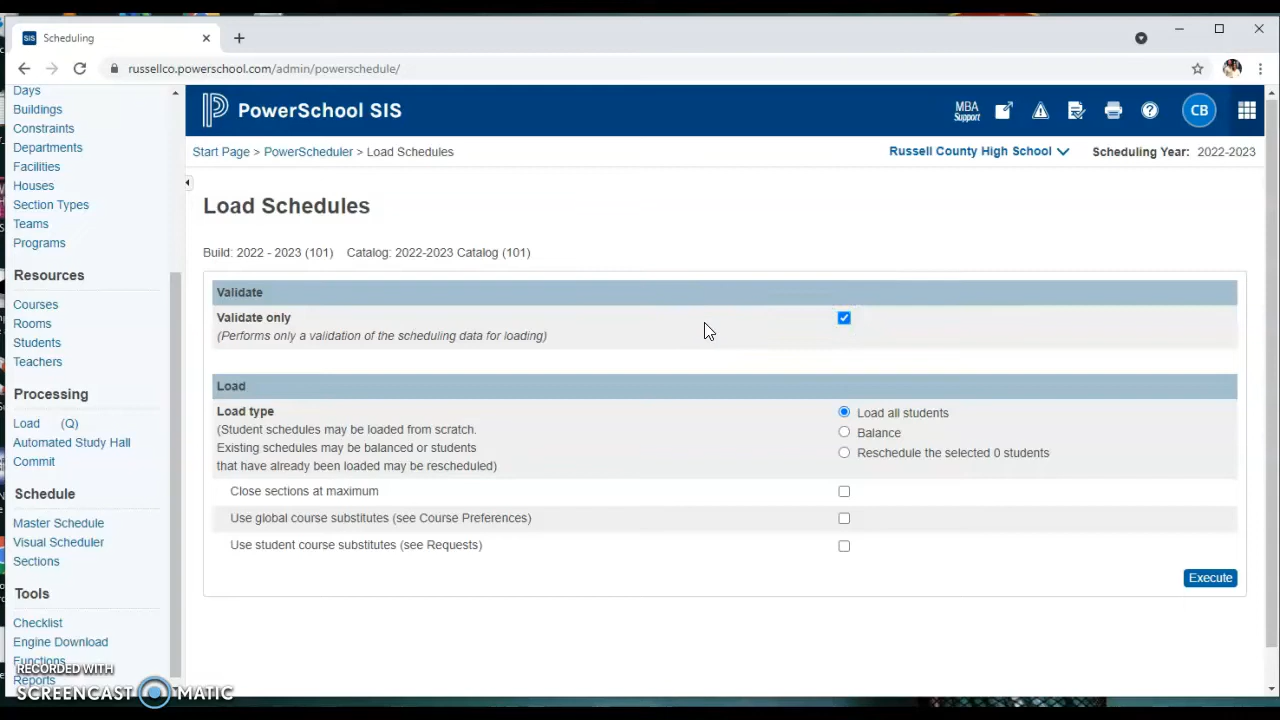 SIS Scheduling
russellco.powerschool.com/admin/powerschedule/
Days
Buildings
Constraints
Departments
Facilities
Houses
Section Types
Teams
Programs
Resources
Courses
Rooms
Students
Teachers
Processing
Load (Q)
Automated Study Hall
Commit
Schedule
Master Schedule
Visual Scheduler
Sections
Tools
Checklist
Engine Download
Functions
Reports
PowerSchool SIS
MBA
Support
CB
Start Page > PowerScheduler > Load Schedules
Russell County High School
Scheduling Year: 2022-2023
Load Schedules
Build: 2022 - 2023 (101) Catalog: 2022-2023 Catalog (101)
Validate
Validate only
(Performs only a validation of the scheduling data for loading)
Load
Load type
(Student schedules may be loaded from scratch.
Existing schedules may be balanced or students
that have already been loaded may be rescheduled)
Load all students
Balance
Reschedule the selected 0 students
Close sections at maximum
Use global course substitutes (see Course Preferences)
Use student course substitutes (see Requests)
Execute
RECORDED WITH
SCREENCAST MATIC